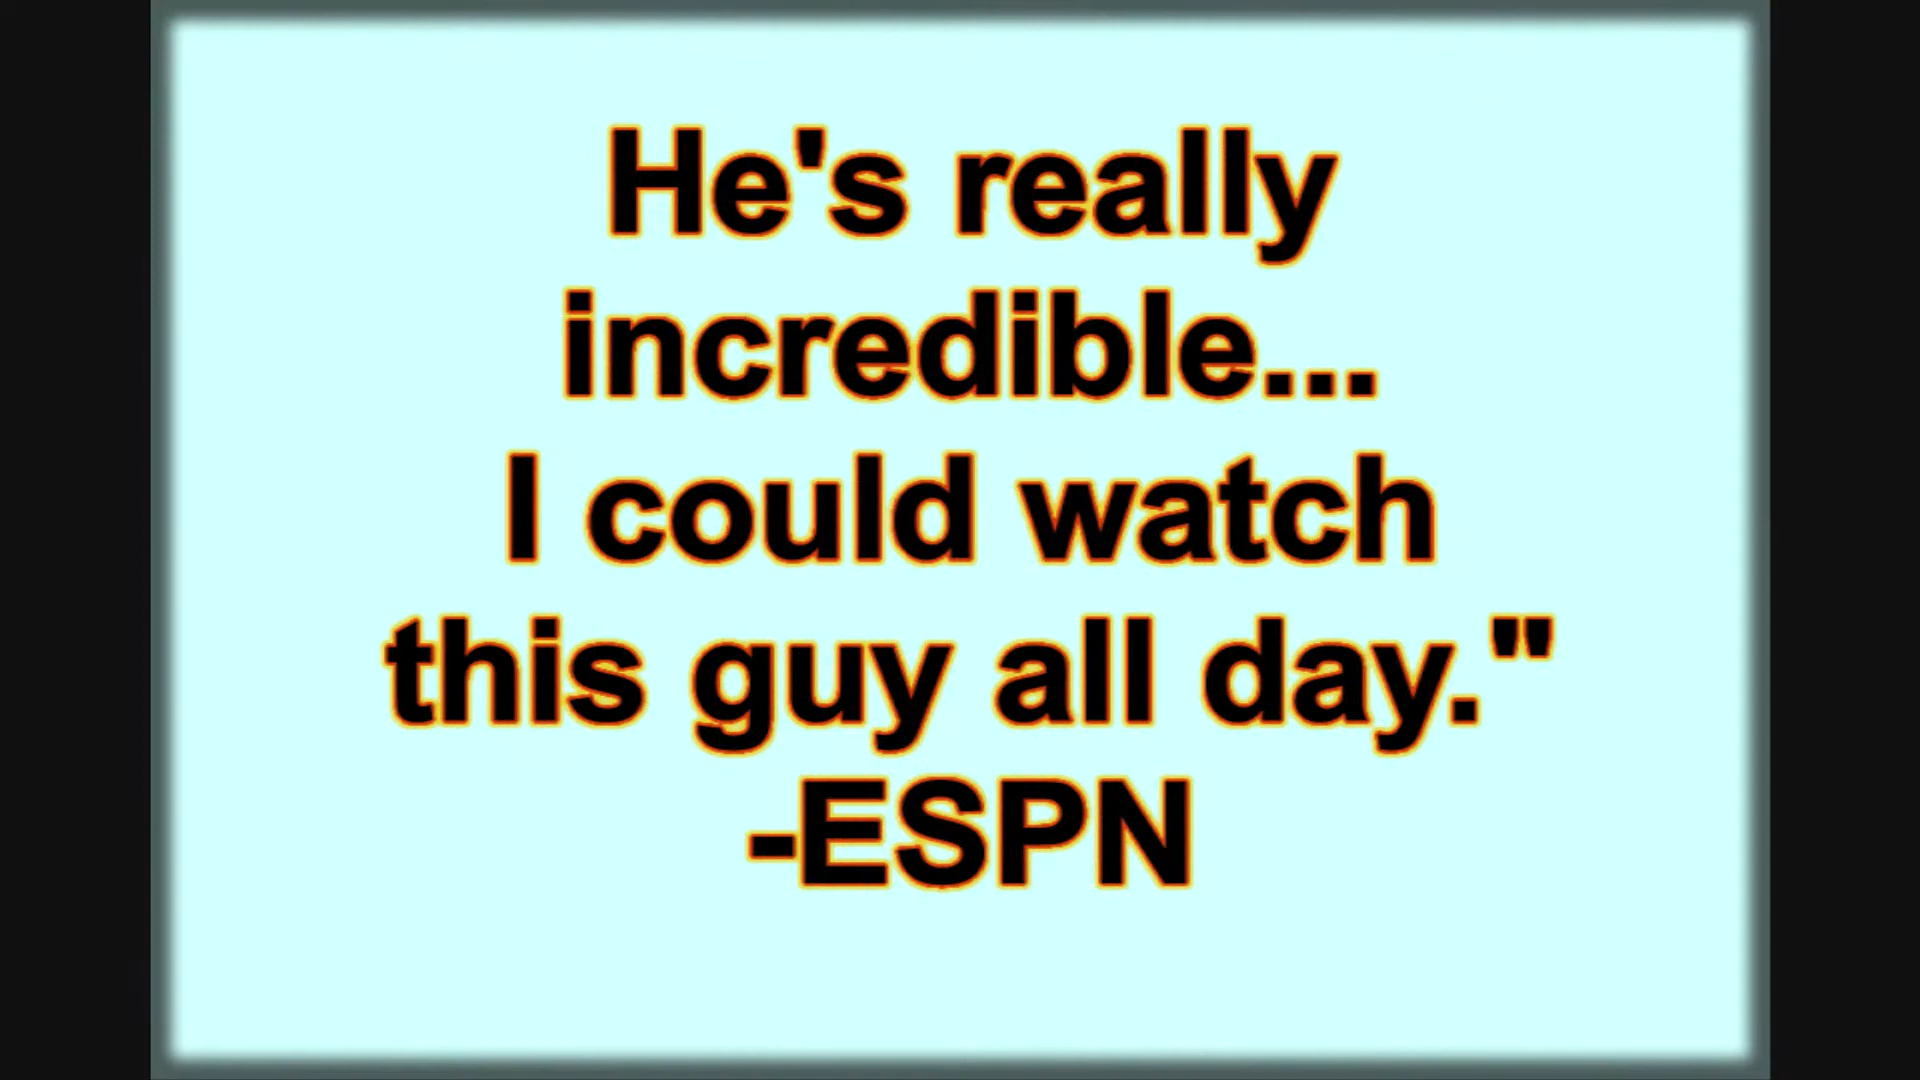 He's really
incredible...
I could watch
this guy all day."
-ESPN